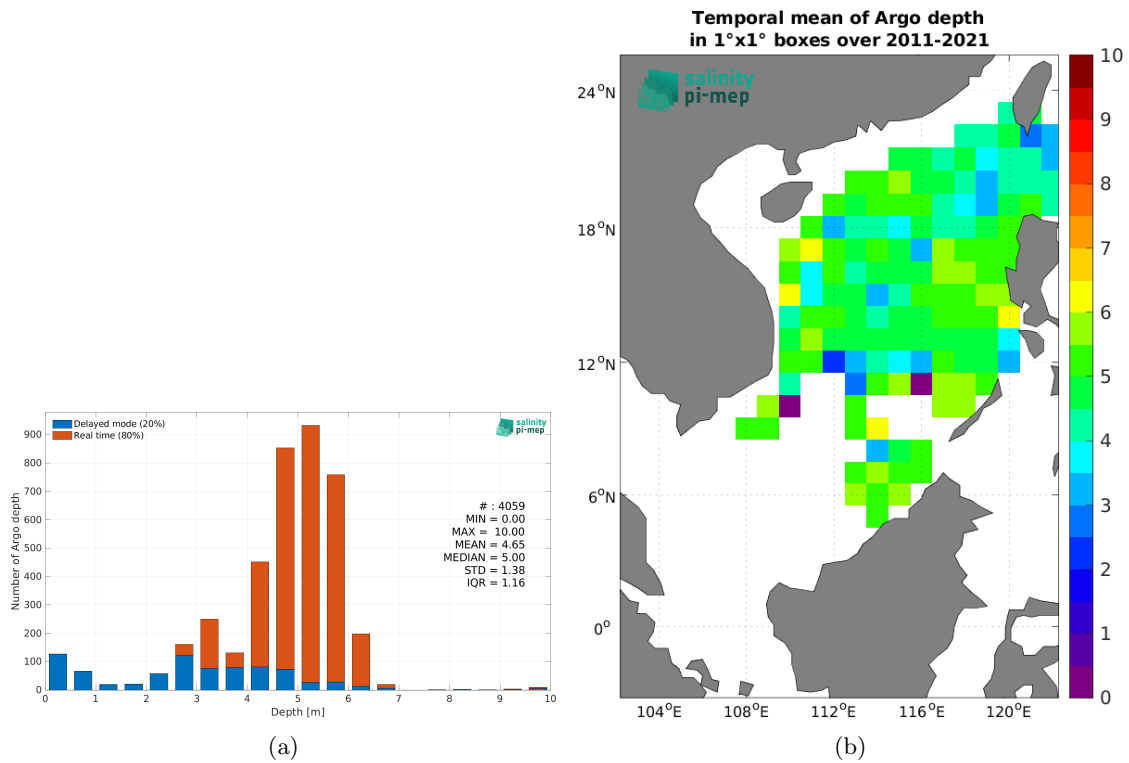 Temporal mean of Argo depth
in 1°x1° boxes over 2011-2021
salinity
pi-mep
24°N
18°N
12°N
6°N
0°
104°E
108°E
112°E
116°E
120°E
10
9
8
7
6
5
4
3
2
1
0
Delayed mode (20%)
Real time (80%)
salinity
pi-mep
# : 4059
MIN = 0.00
MAX = 10.00
MEAN = 4.65
MEDIAN = 5.00
STD = 1.38
IQR = 1.16
Number of Argo depth
900
800
700
600
500
400
300
200
100
0
0 1 2 3 4 5 6 7 8 9 10
Depth [m]
(a)
(b)